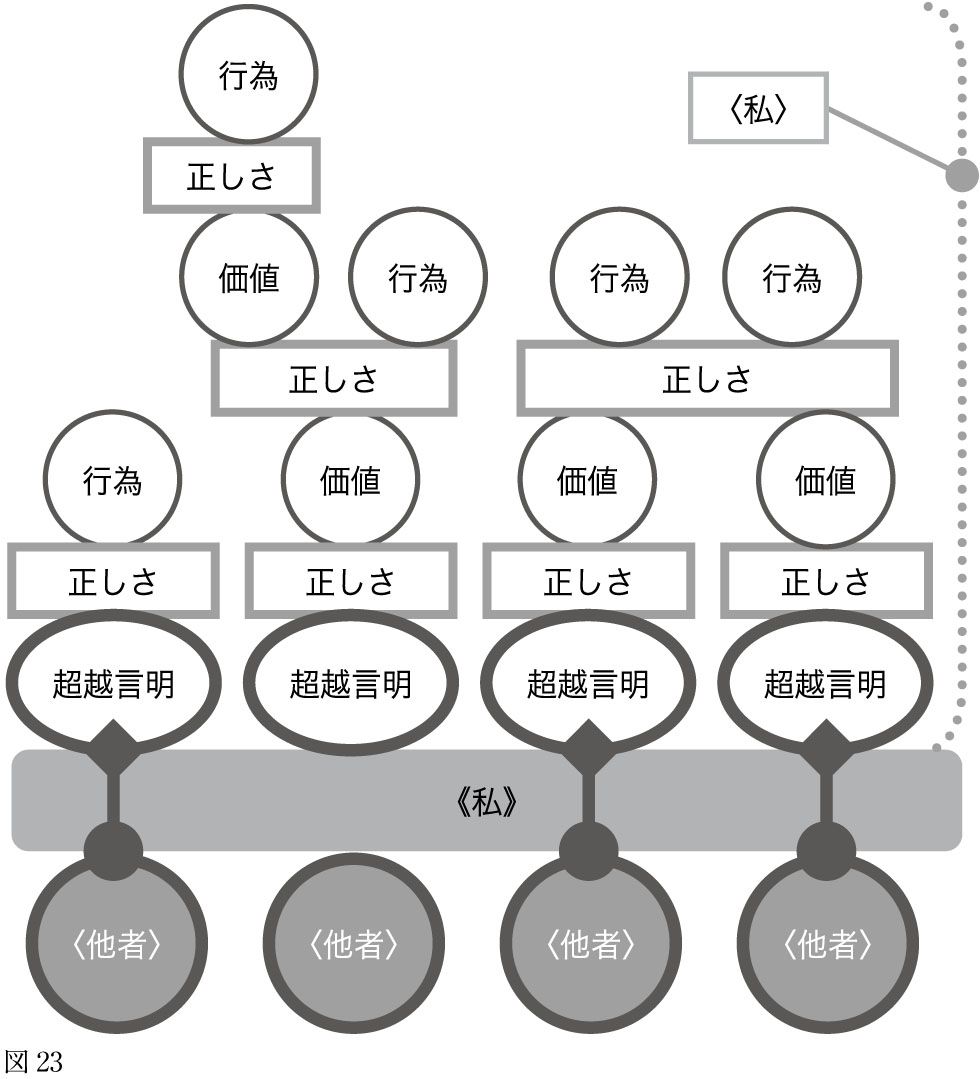 行為
〈私〉
正しさ
価値
行為
行為
行為
正しさ
正しさ
行為
価値
価値
価値
正しさ
正しさ
正しさ
正しさ
超越言明
超越言明
超越言明
超越言明
《私》
〈他者〉
〈他者〉
〈他者〉
〈他者〉
図 23